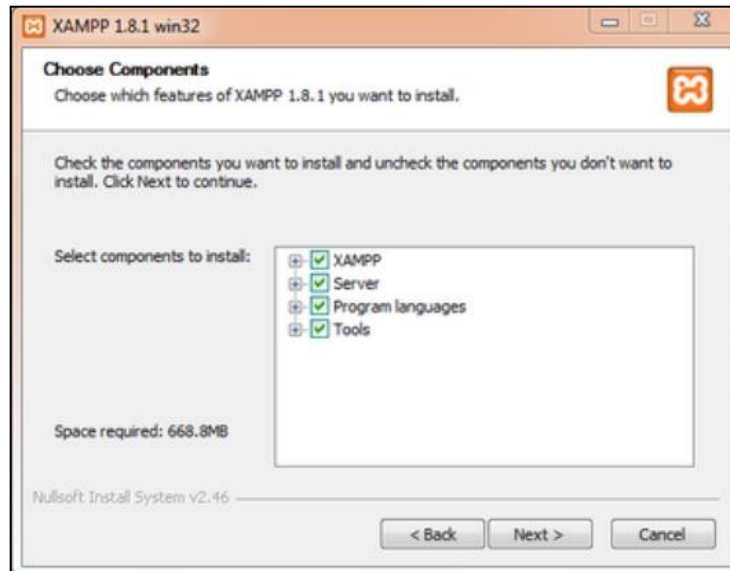 XAMPP 1.8.1 win32
Choose Components
Choose which features of XAMPP 1.8.1 you want to install.
Check the components you want to install and uncheck the components you don't want to
install. Click Next to continue.
Select components to install:
XAMPP
Server
Program languages
Tools
Space required: 668.8MB
Nullsoft Install System v2.46
< Back
Next >
Cancel